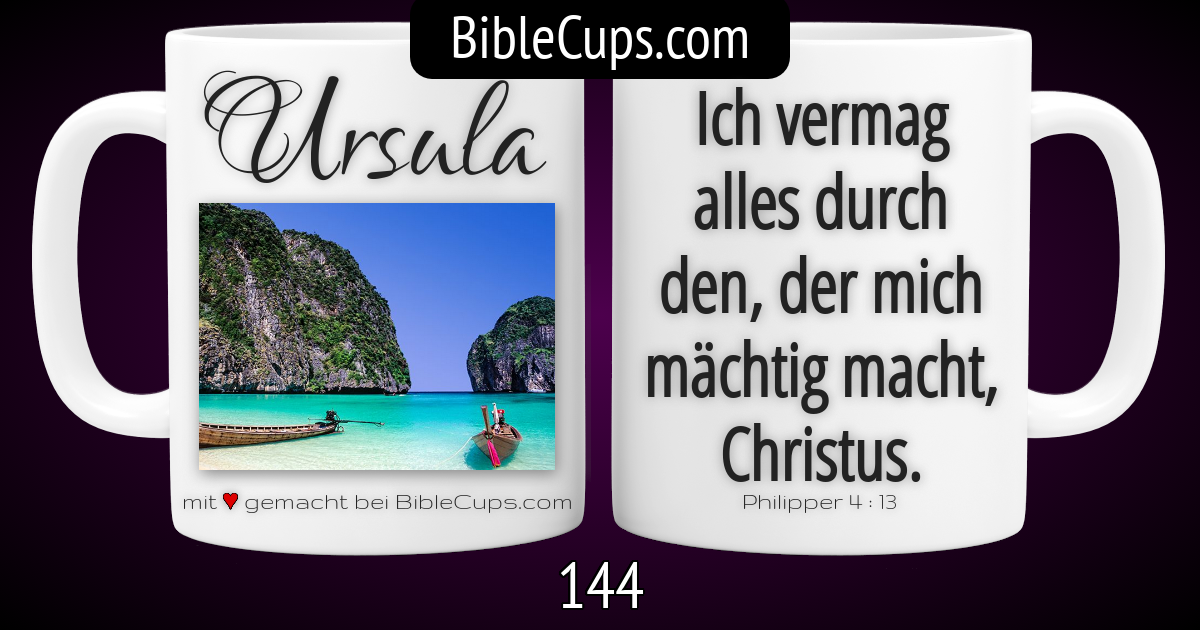 BibleCups.com
Ursula
mit ♥ gemacht bei BibleCups.com
Ich vermag
alles durch
den, der mich
mächtig macht,
Christus.
Philipper 4 : 13
144